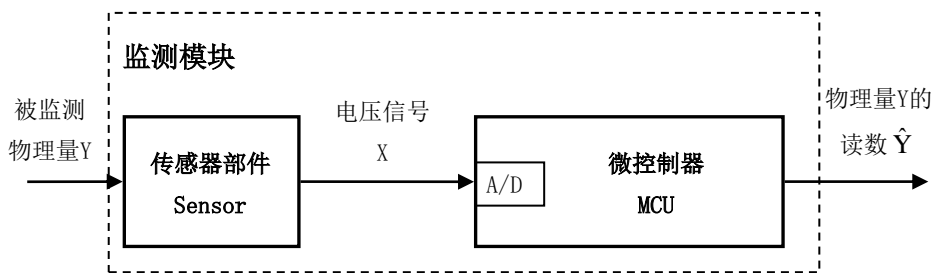 监测模块
被监测
物理量Y
传感器部件
Sensor
电压信号
X
A/D
微控制器
MCU
物理量Y的
读数 Ŷ